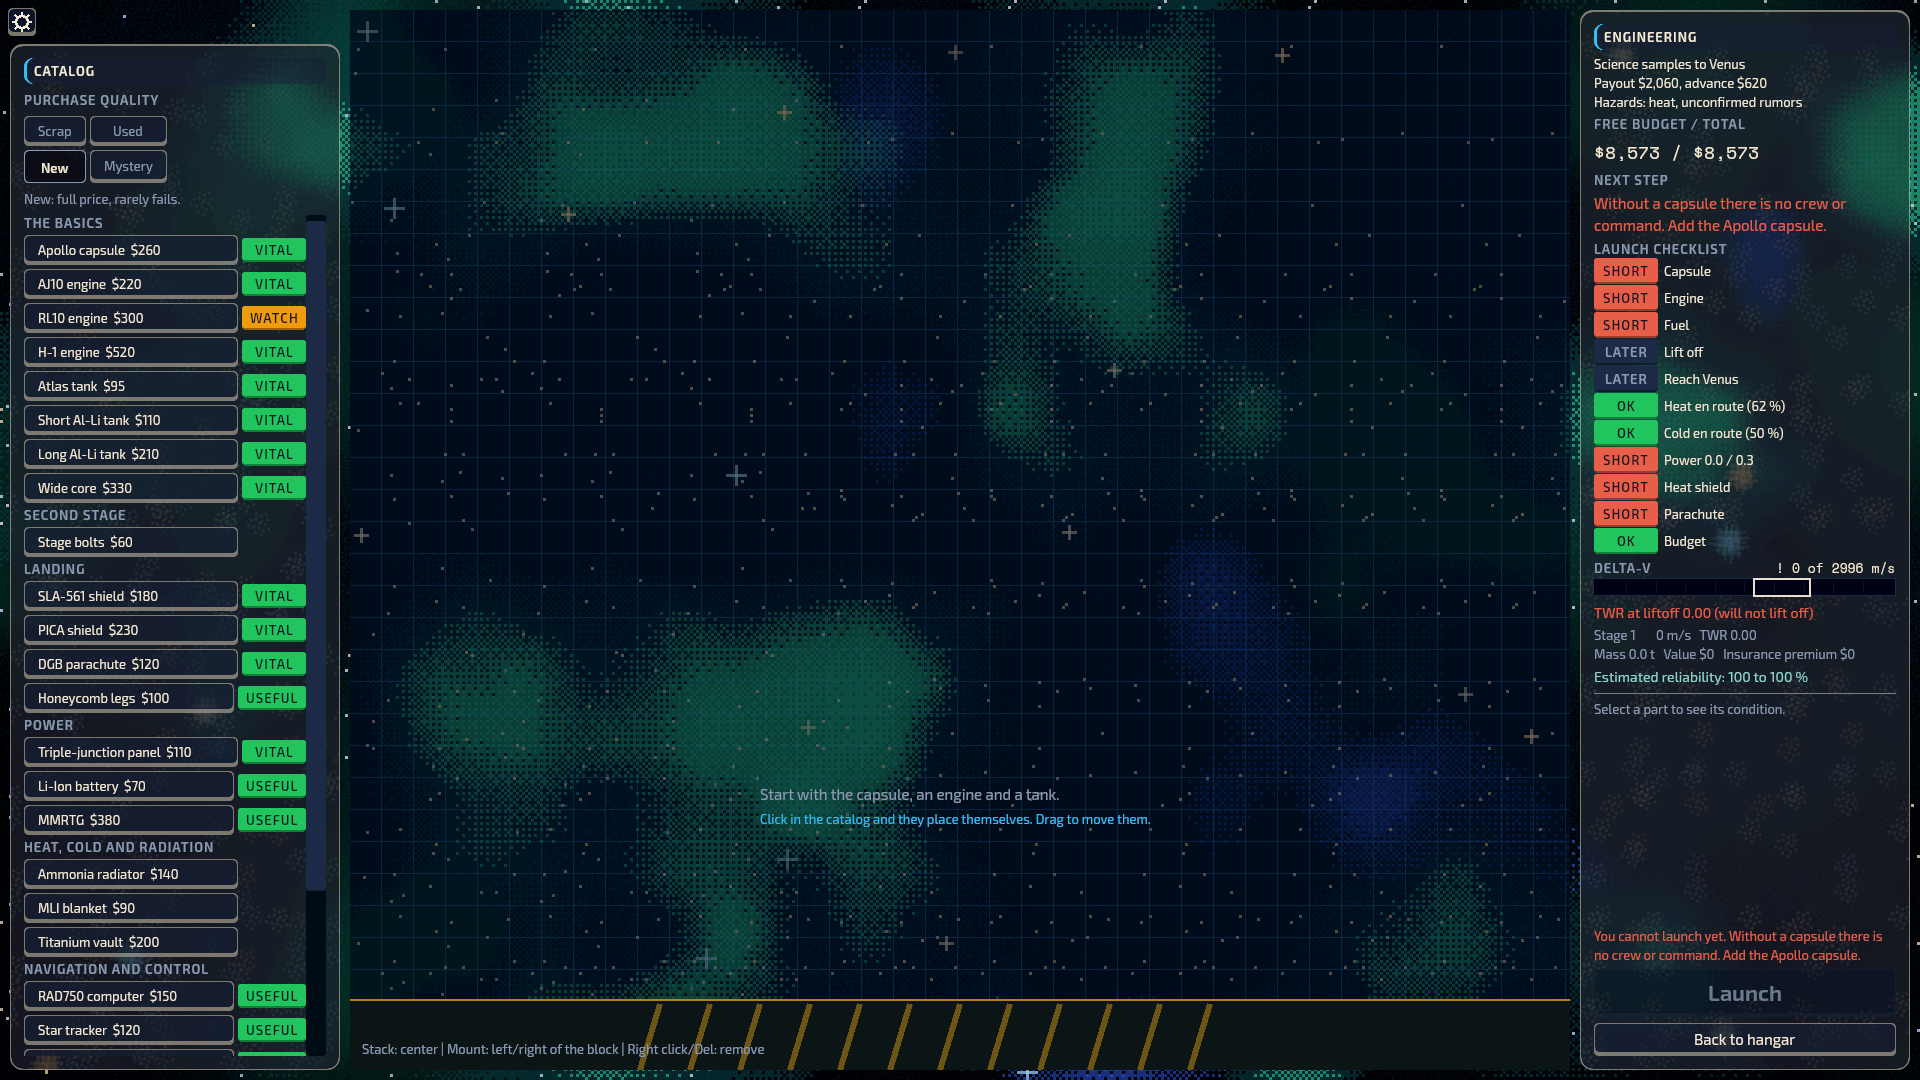 CATALOG
PURCHASE QUALITY
Scrap
Used
New
Mystery
New: full price, rarely fails.
THE BASICS
Apollo capsule $260 VITAL
AJ10 engine $220 VITAL
RL10 engine $300 WATCH
H-1 engine $520 VITAL
Atlas tank $95 VITAL
Short Al-Li tank $110 VITAL
Long Al-Li tank $210 VITAL
Wide core $330 VITAL
SECOND STAGE
Stage bolts $60
LANDING
SLA-561 shield $180 VITAL
PICA shield $230 VITAL
DGB parachute $120 VITAL
Honeycomb legs $100 USEFUL
POWER
Triple-junction panel $110 VITAL
Li-Ion battery $70 USEFUL
MMRTG $380 USEFUL
HEAT, COLD AND RADIATION
Ammonia radiator $140
MLI blanket $90
Titanium vault $200
NAVIGATION AND CONTROL
RAD750 computer $150 USEFUL
Star tracker $120 USEFUL
Start with the capsule, an engine and a tank.
Click in the catalog and they place themselves. Drag to move them.
Stack: center | Mount: left/right of the block | Right click/Del: remove
ENGINEERING
Science samples to Venus
Payout $2,060, advance $620
Hazards: heat, unconfirmed rumors
FREE BUDGET / TOTAL
$8,573 / $8,573
NEXT STEP
Without a capsule there is no crew or
command. Add the Apollo capsule.
LAUNCH CHECKLIST
SHORT Capsule
SHORT Engine
SHORT Fuel
LATER Lift off
LATER Reach Venus
OK Heat en route (62 %)
OK Cold en route (50 %)
SHORT Power 0.0 / 0.3
SHORT Heat shield
SHORT Parachute
OK Budget
DELTA-V ! 0 of 2996 m/s
TWR at liftoff 0.00 (will not lift off)
Stage 1 0 m/s TWR 0.00
Mass 0.0 t Value $0 Insurance premium $0
Estimated reliability: 100 to 100 %
Select a part to see its condition.
You cannot launch yet. Without a capsule there is
no crew or command. Add the Apollo capsule.
Launch
Back to hangar